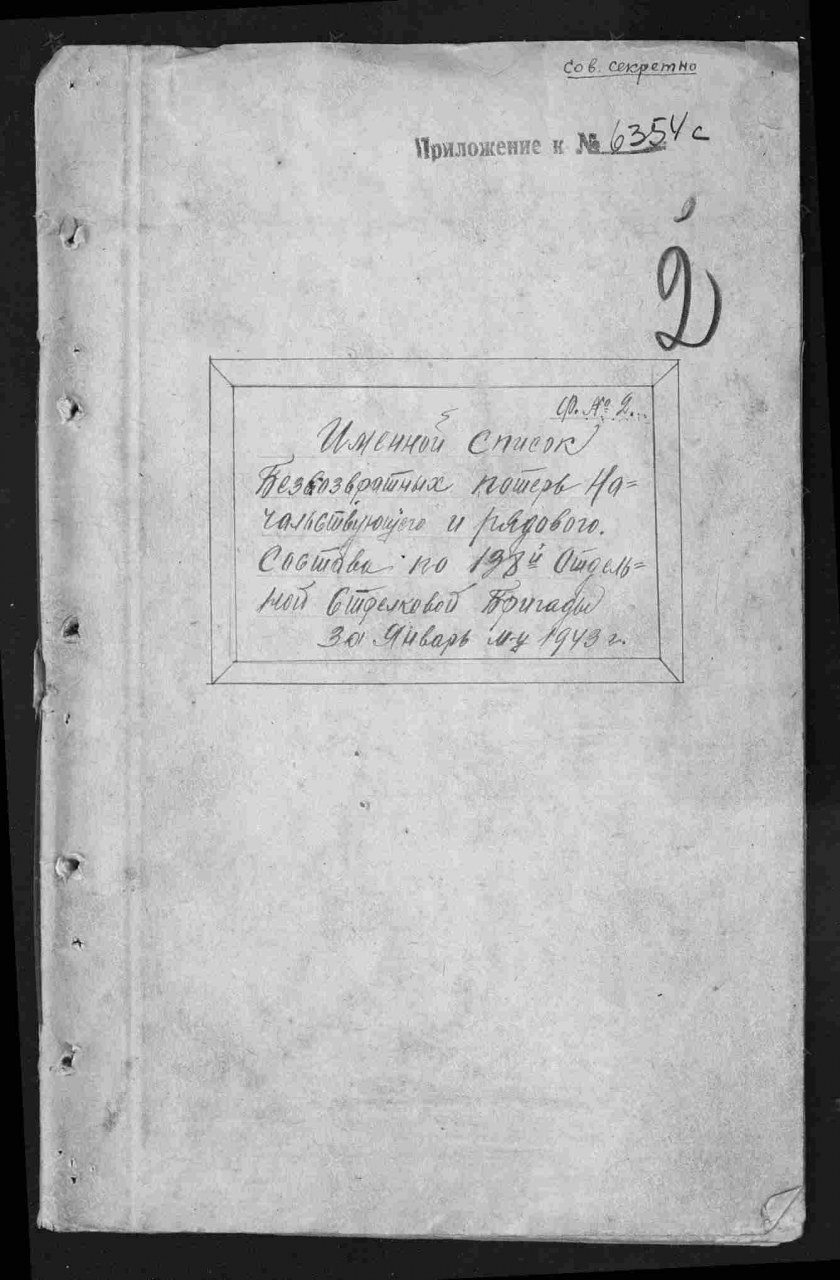 Сов. секретно
Приложение к № 6354с
2
Ф. № 2...
Именной список
Безвозвратных потерь На=
чальствующего и рядового.
Состава по 138й Отдель=
ной Стрелковой Бригады
За Январь м-ц 1943 г.